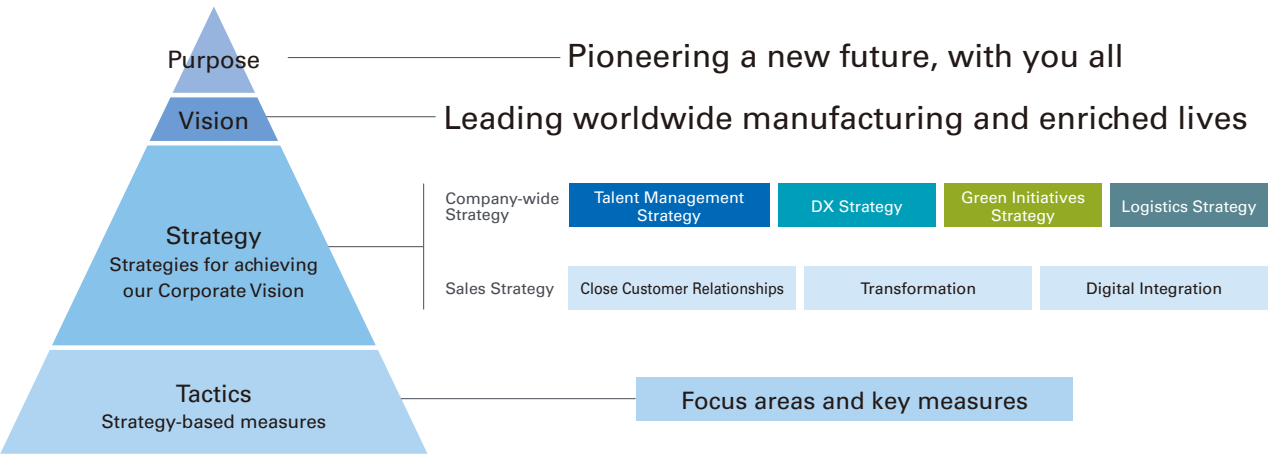 Purpose
Pioneering a new future, with you all
Vision
Leading worldwide manufacturing and enriched lives
Strategy
Strategies for achieving
our Corporate Vision
Company-wide
Strategy
Talent Management
Strategy
DX Strategy
Green Initiatives
Strategy
Logistics Strategy
Sales Strategy
Close Customer Relationships
Transformation
Digital Integration
Tactics
Strategy-based measures
Focus areas and key measures